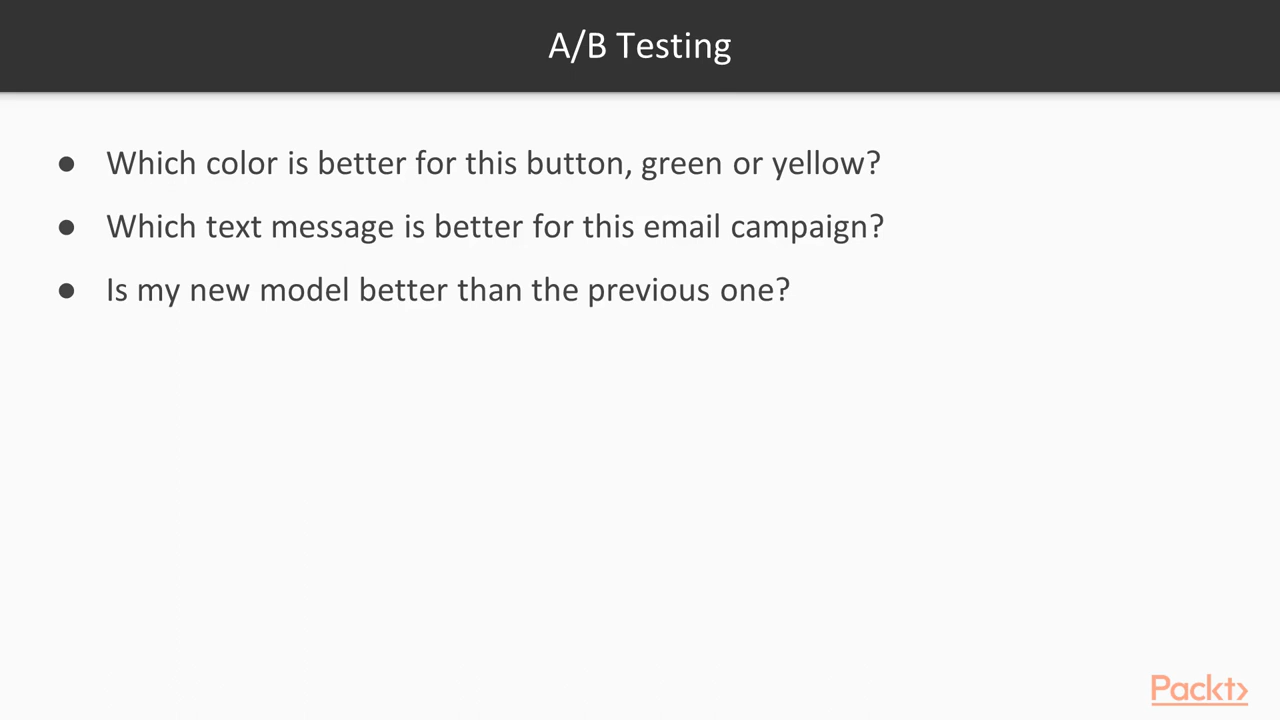 A/B Testing
● Which color is better for this button, green or yellow?
● Which text message is better for this email campaign?
● Is my new model better than the previous one?
Packt>